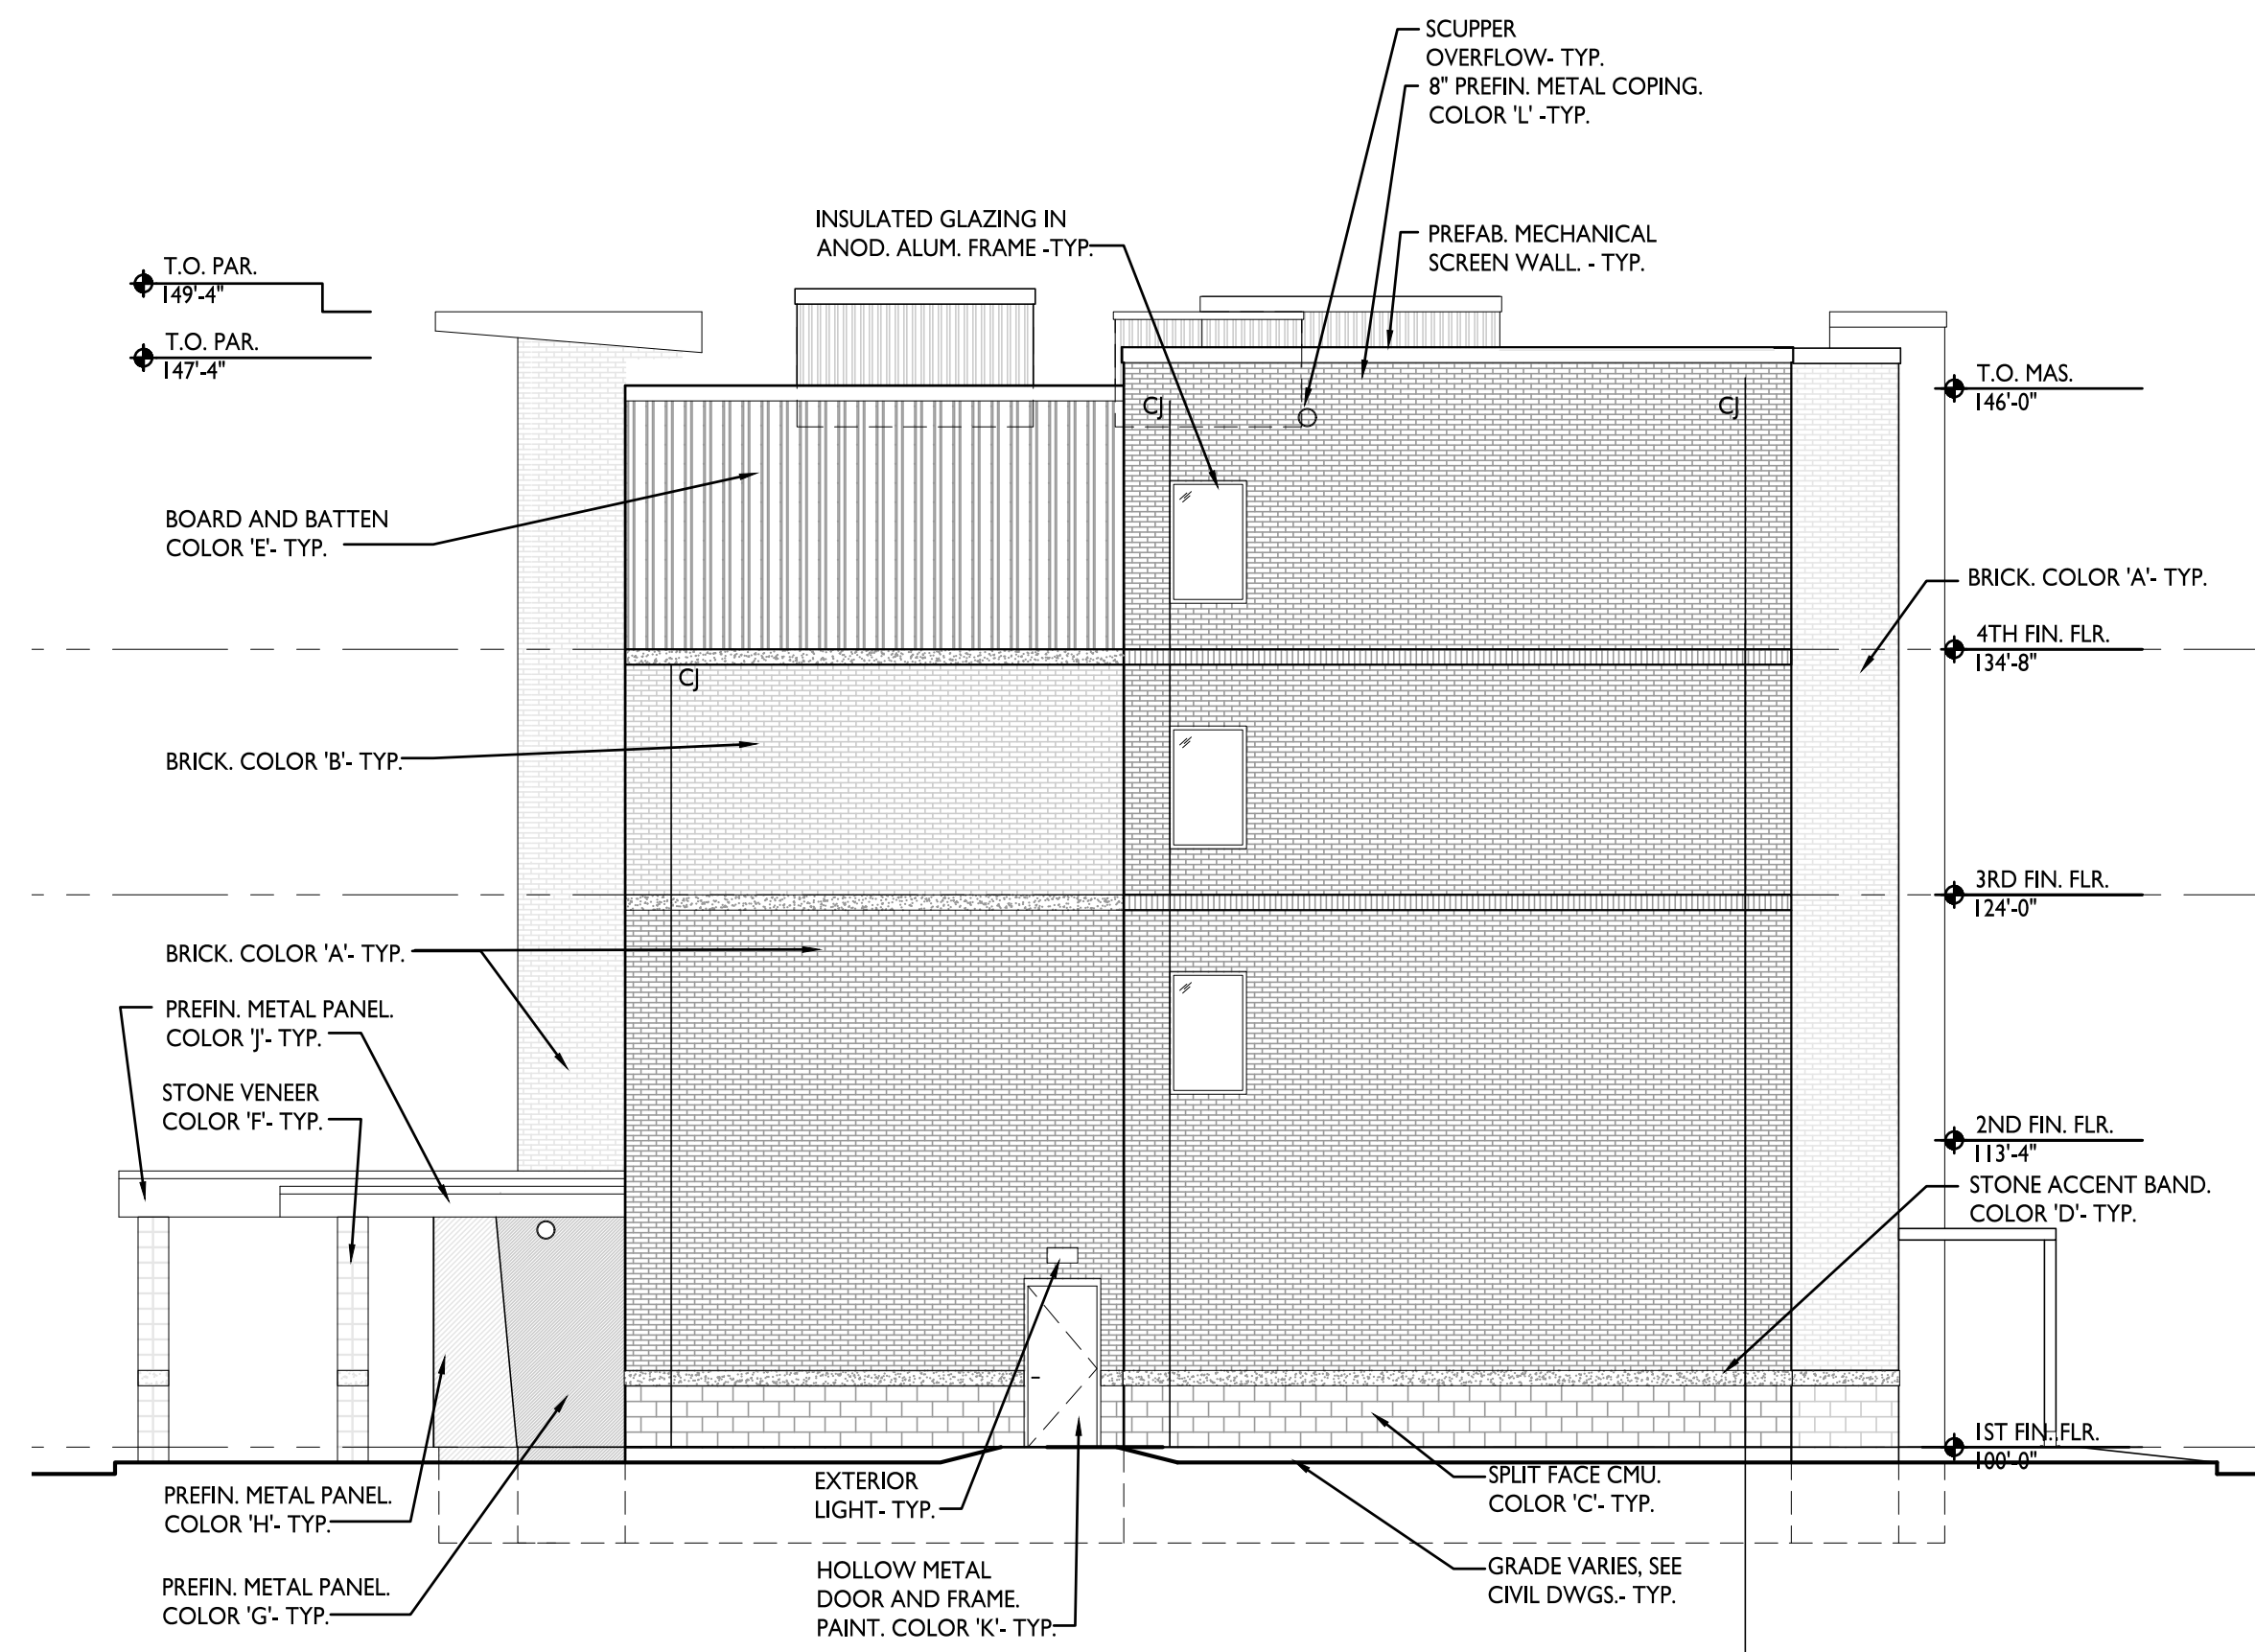 SCUPPER
OVERFLOW- TYP.
8" PREFIN. METAL COPING.
COLOR 'L' -TYP.
INSULATED GLAZING IN
ANOD. ALUM. FRAME -TYP.
PREFAB. MECHANICAL
SCREEN WALL. - TYP.
T.O. PAR.
149'-4"
T.O. PAR.
147'-4"
T.O. MAS.
146'-0"
CJ
CJ
BOARD AND BATTEN
COLOR 'E'- TYP.
BRICK. COLOR 'A'- TYP.
4TH FIN. FLR.
134'-8"
CJ
BRICK. COLOR 'B'- TYP.
3RD FIN. FLR.
124'-0"
BRICK. COLOR 'A'- TYP.
PREFIN. METAL PANEL.
COLOR 'J'- TYP.
STONE VENEER
COLOR 'F'- TYP.
2ND FIN. FLR.
113'-4"
STONE ACCENT BAND.
COLOR 'D'- TYP.
1ST FIN. FLR.
100'-0"
PREFIN. METAL PANEL.
COLOR 'H'- TYP.
EXTERIOR
LIGHT- TYP.
SPLIT FACE CMU.
COLOR 'C'- TYP.
PREFIN. METAL PANEL.
COLOR 'G'- TYP.
HOLLOW METAL
DOOR AND FRAME.
PAINT. COLOR 'K'- TYP.
GRADE VARIES, SEE
CIVIL DWGS.- TYP.